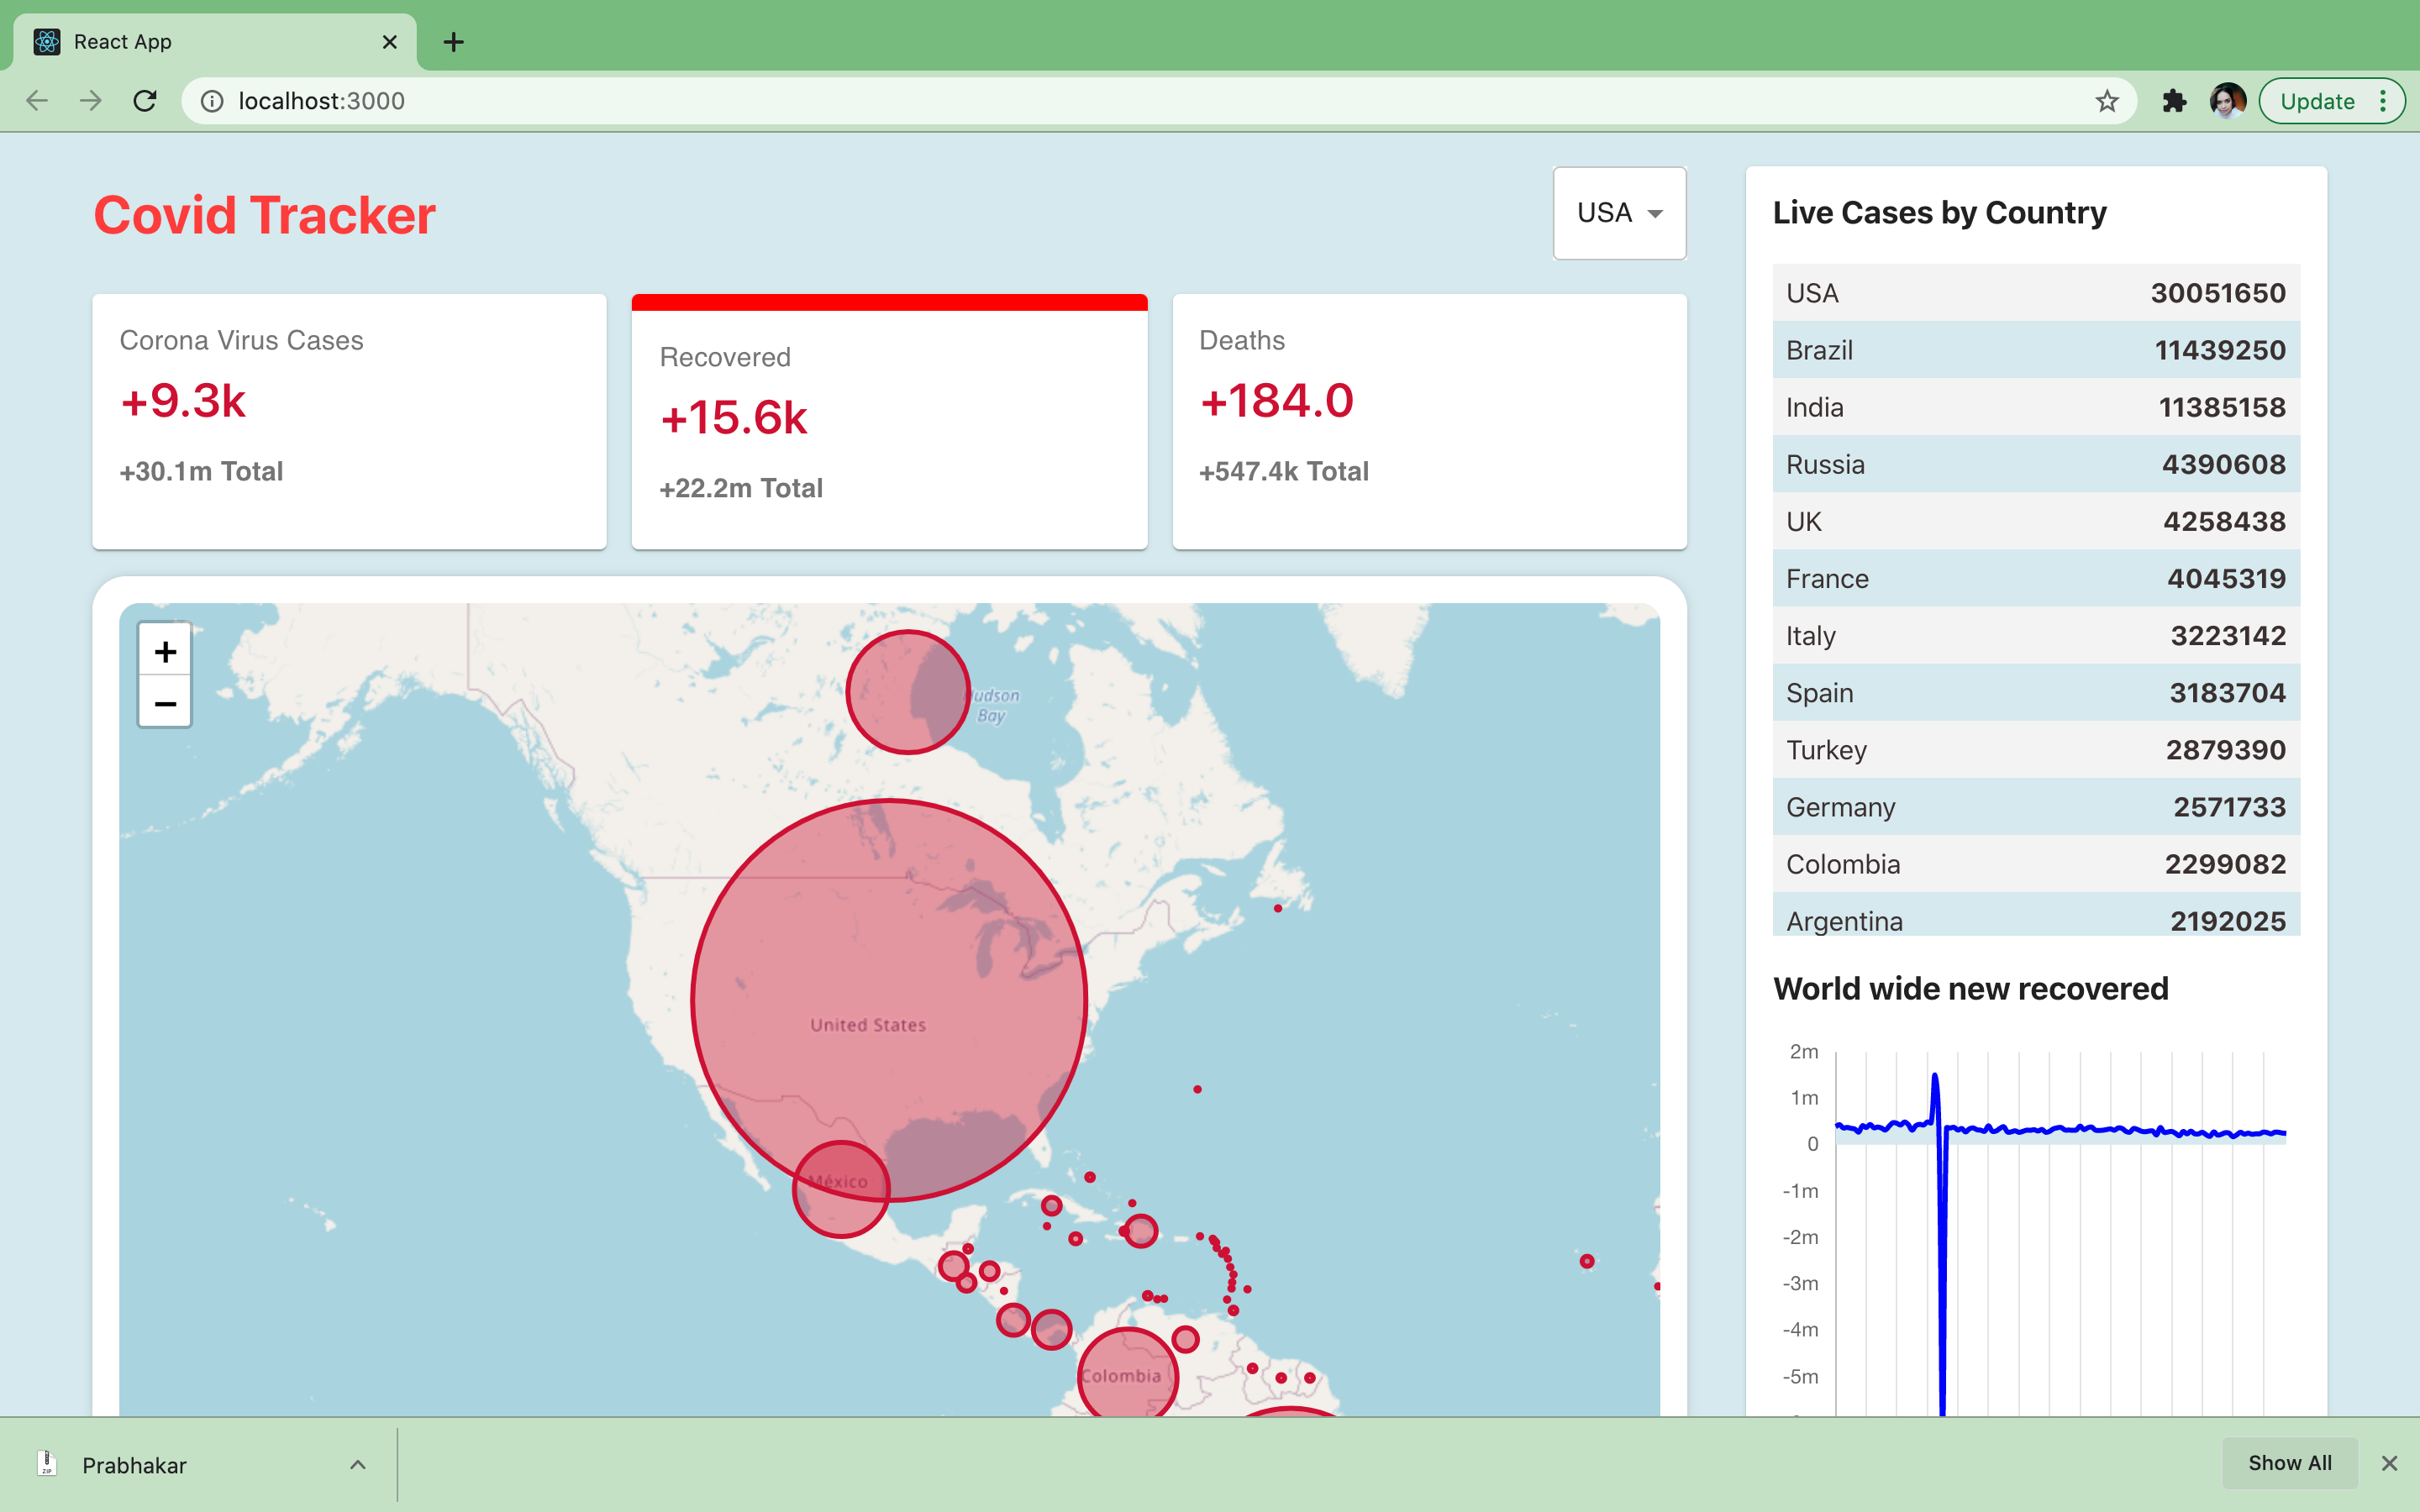 React App
localhost:3000
Update
Covid Tracker
USA
Corona Virus Cases
+9.3k
+30.1m Total
Recovered
+15.6k
+22.2m Total
Deaths
+184.0
+547.4k Total
+
−
Hudson
Bay
United States
México
Colombia
Live Cases by Country
USA 30051650
Brazil 11439250
India 11385158
Russia 4390608
UK 4258438
France 4045319
Italy 3223142
Spain 3183704
Turkey 2879390
Germany 2571733
Colombia 2299082
Argentina 2192025
World wide new recovered
2m
1m
0
-1m
-2m
-3m
-4m
-5m
ZIP
Prabhakar
Show All